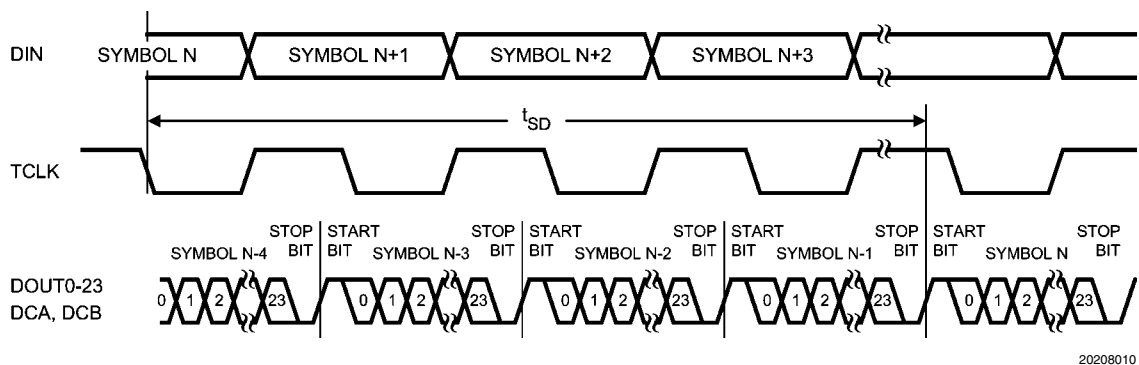 DIN
SYMBOL N SYMBOL N+1 SYMBOL N+2 SYMBOL N+3
tSD
TCLK
STOP BIT START BIT STOP BIT START BIT STOP BIT START BIT STOP BIT START BIT STOP BIT
SYMBOL N-4 SYMBOL N-3 SYMBOL N-2 SYMBOL N-1 SYMBOL N
DOUT0-23
DCA, DCB
0 1 2 23 0 1 2 23 0 1 2 23 0 1 2 23 0 1 2 23
20208010